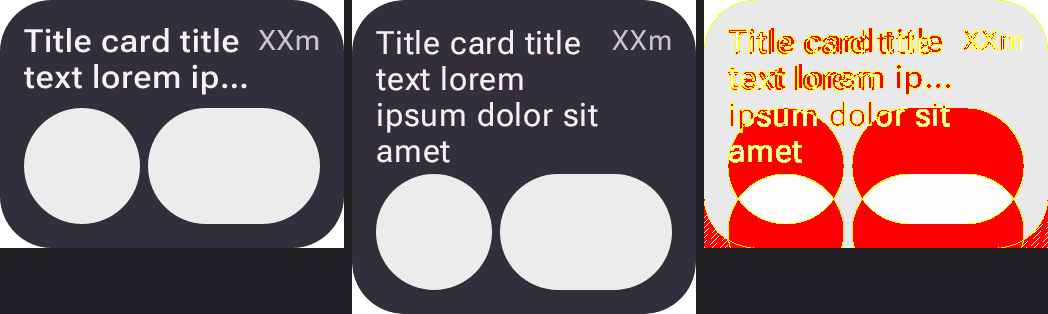 Title card title XXm
text lorem ip...
Title card title XXm
text lorem
ipsum dolor sit
amet
Title card title XXm
text lorem ip...
ipsum dolor sit
amet